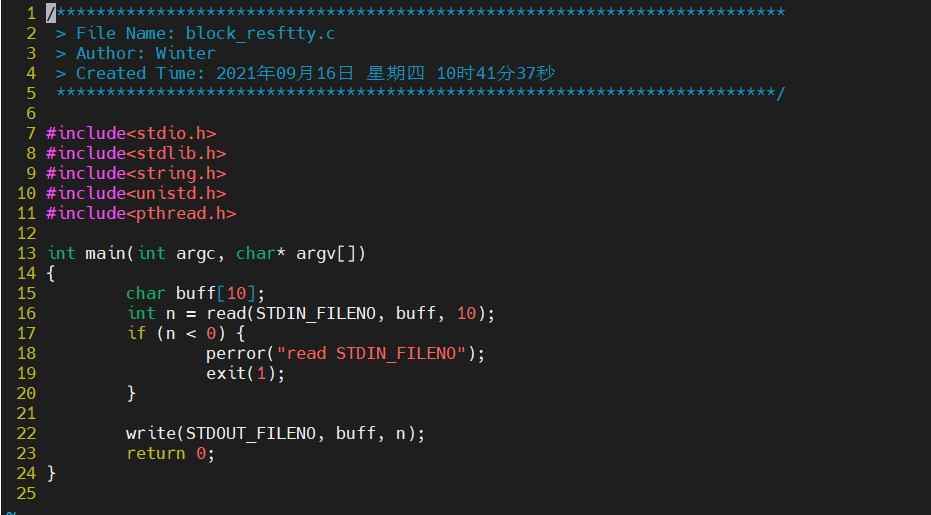 1 /*************************************************************************
2  > File Name: block_resftty.c
3  > Author: Winter
4  > Created Time: 2021年09月16日 星期四 10时41分37秒
5  ************************************************************************/
6
7 #include<stdio.h>
8 #include<stdlib.h>
9 #include<string.h>
10 #include<unistd.h>
11 #include<pthread.h>
12
13 int main(int argc, char* argv[])
14 {
15         char buff[10];
16         int n = read(STDIN_FILENO, buff, 10);
17         if (n < 0) {
18                 perror("read STDIN_FILENO");
19                 exit(1);
20         }
21
22         write(STDOUT_FILENO, buff, n);
23         return 0;
24 }
25